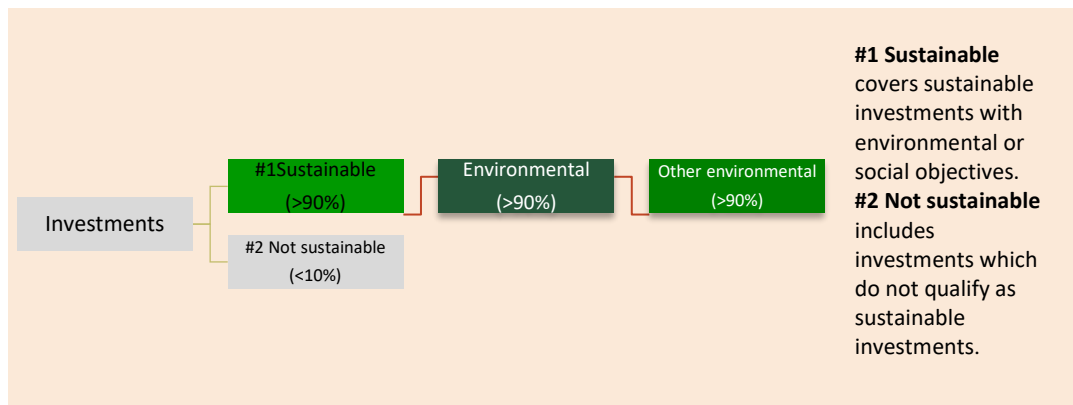 Investments
#1Sustainable
(>90%)
#2 Not sustainable
(<10%)
Environmental
(>90%)
Other environmental
(>90%)
#1 Sustainable
covers sustainable
investments with
environmental or
social objectives.
#2 Not sustainable
includes
investments which
do not qualify as
sustainable
investments.